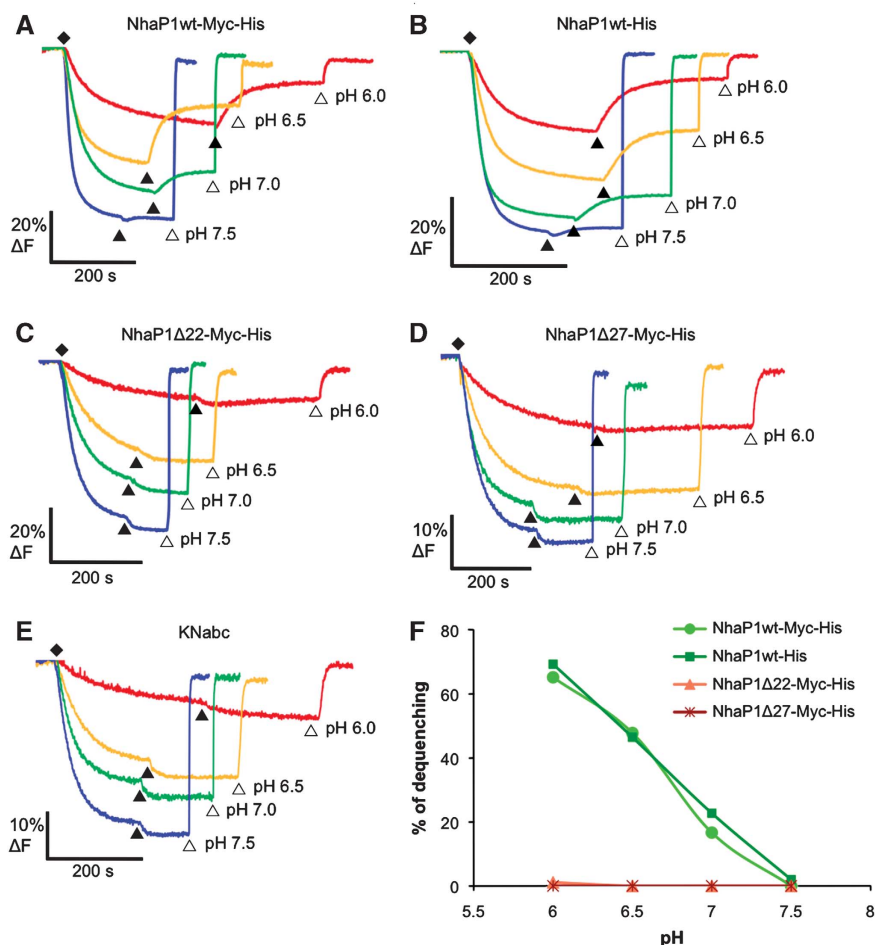 A
NhaP1wt-Myc-His
pH 6.0
pH 6.5
pH 7.0
pH 7.5
20%
ΔF
200 s
B
NhaP1wt-His
pH 6.0
pH 6.5
pH 7.0
pH 7.5
20%
ΔF
200 s
C
NhaP1Δ22-Myc-His
pH 6.0
pH 6.5
pH 7.0
pH 7.5
20%
ΔF
200 s
D
NhaP1Δ27-Myc-His
pH 6.0
pH 6.5
pH 7.0
pH 7.5
10%
ΔF
200 s
E
KNabc
pH 6.0
pH 6.5
pH 7.0
pH 7.5
10%
ΔF
200 s
F
NhaP1wt-Myc-His
NhaP1wt-His
NhaP1Δ22-Myc-His
NhaP1Δ27-Myc-His
% of dequenching
80
60
40
20
0
5.5 6 6.5 7 7.5 8
pH